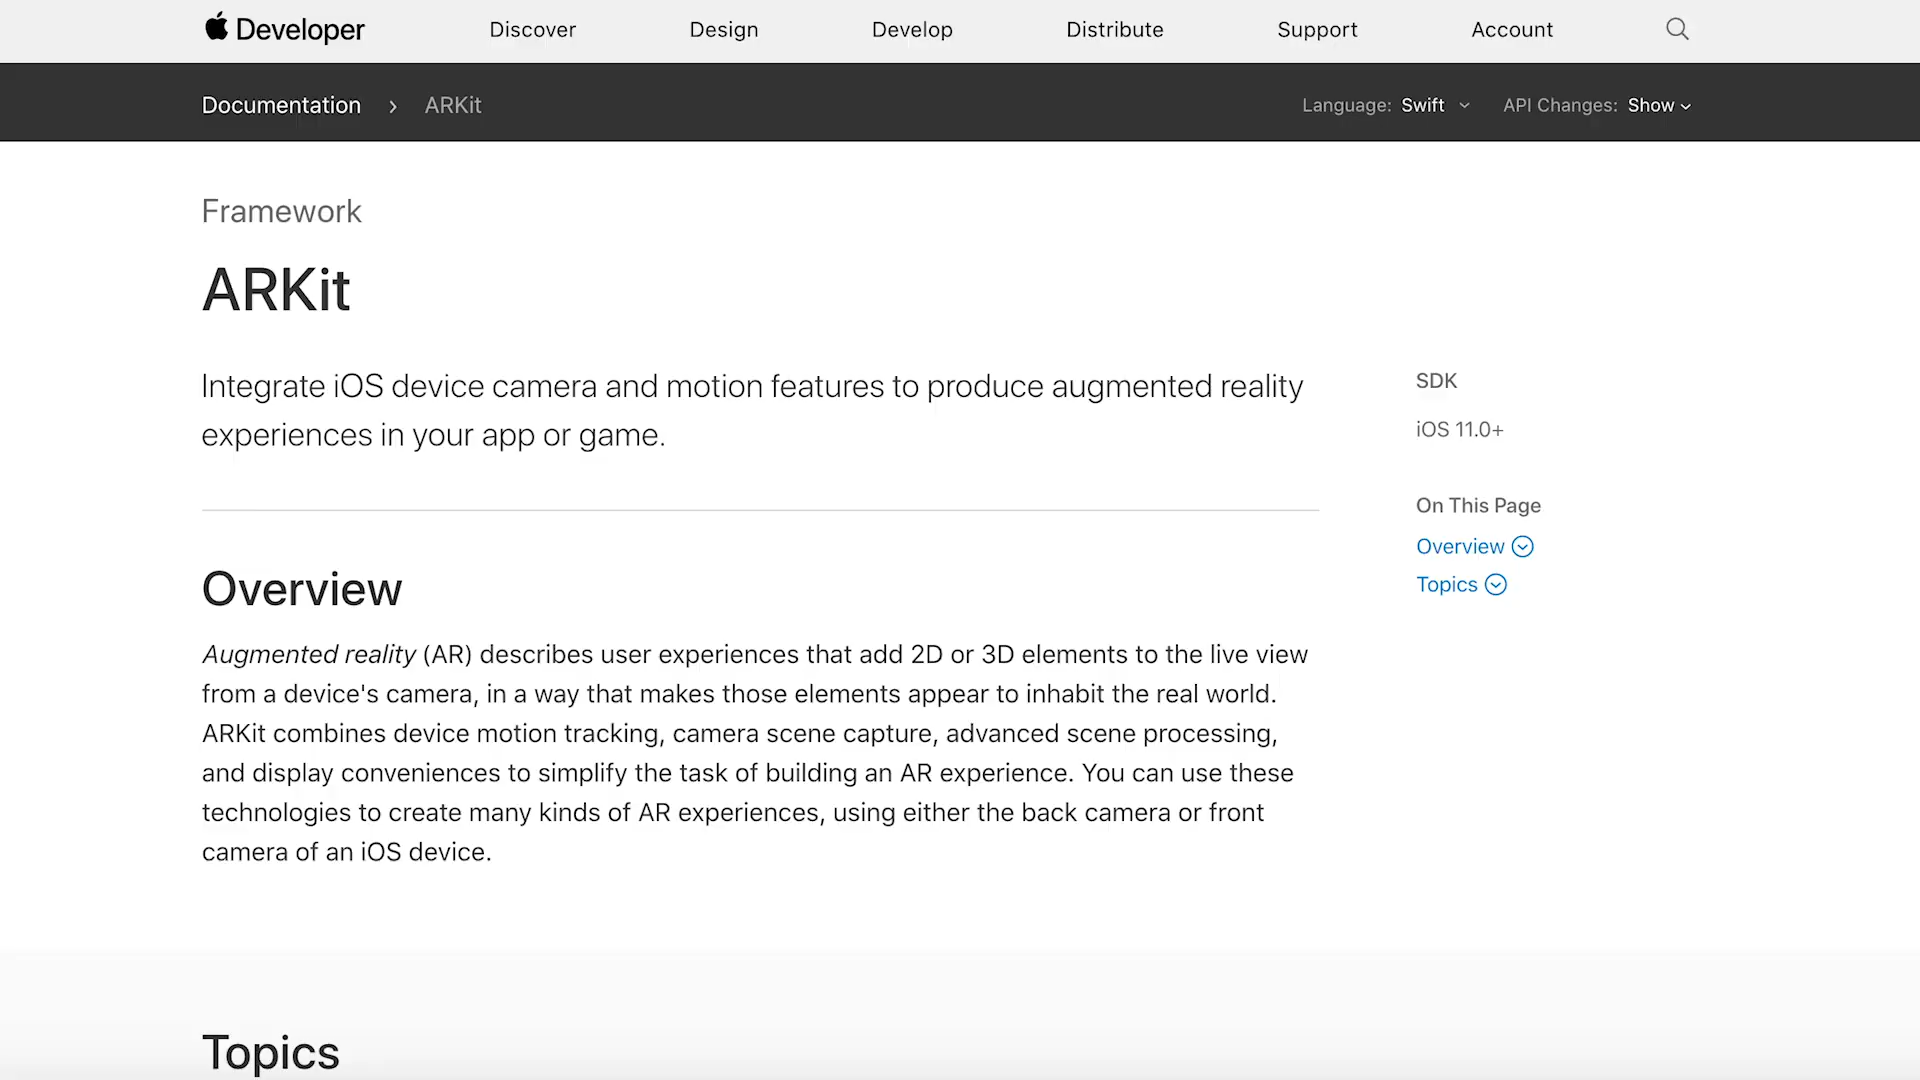 Developer Discover Design Develop Distribute Support Account
Documentation › ARKit Language: Swift API Changes: Show
Framework
ARKit
Integrate iOS device camera and motion features to produce augmented reality
experiences in your app or game.
SDK
iOS 11.0+
On This Page
Overview
Topics
Overview
Augmented reality (AR) describes user experiences that add 2D or 3D elements to the live view
from a device's camera, in a way that makes those elements appear to inhabit the real world.
ARKit combines device motion tracking, camera scene capture, advanced scene processing,
and display conveniences to simplify the task of building an AR experience. You can use these
technologies to create many kinds of AR experiences, using either the back camera or front
camera of an iOS device.
Topics